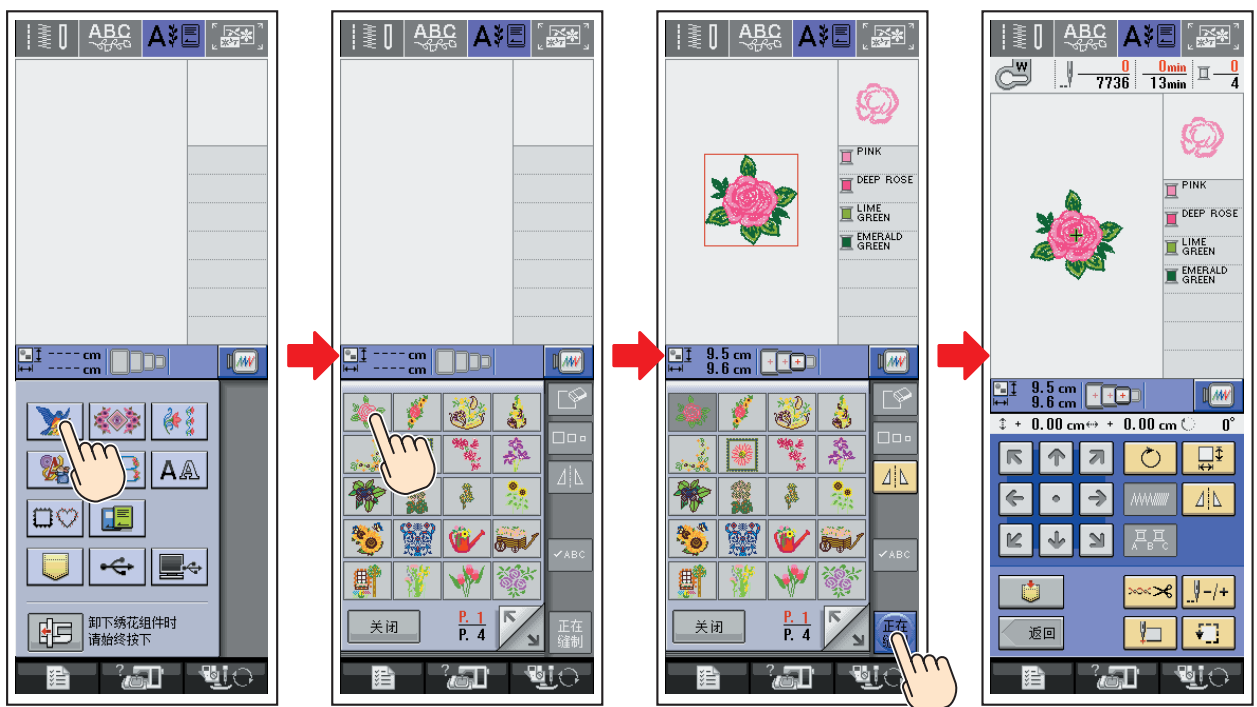 ABC A
---- cm
---- cm
A A
卸下绣花组件时
请始终按下
?
ABC A
---- cm
---- cm
ABC
关闭
P. 1
P. 4
正在
缝制
?
ABC A
PINK
DEEP ROSE
LIME
GREEN
EMERALD
GREEN
9.5 cm
9.6 cm
ABC
关闭
P. 1
P. 4
正在
?
ABC A
W
0
7736
0min
13min
0
4
PINK
DEEP ROSE
LIME
GREEN
EMERALD
GREEN
9.5 cm
9.6 cm
+ 0.00 cm + 0.00 cm 0°
A B C
-/+
返回
?